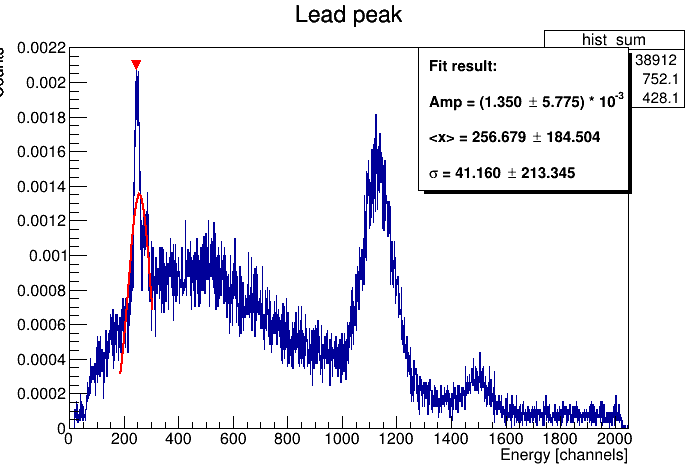 Lead peak
hist_sum
38912
752.1
428.1
Fit result:
Amp = (1.350 ± 5.775) * 10-3
<x> = 256.679 ± 184.504
σ = 41.160 ± 213.345
0.0022
0.002
0.0018
0.0016
0.0014
0.0012
0.001
0.0008
0.0006
0.0004
0.0002
0
0 200 400 600 800 1000 1200 1400 1600 1800 2000
Energy [channels]